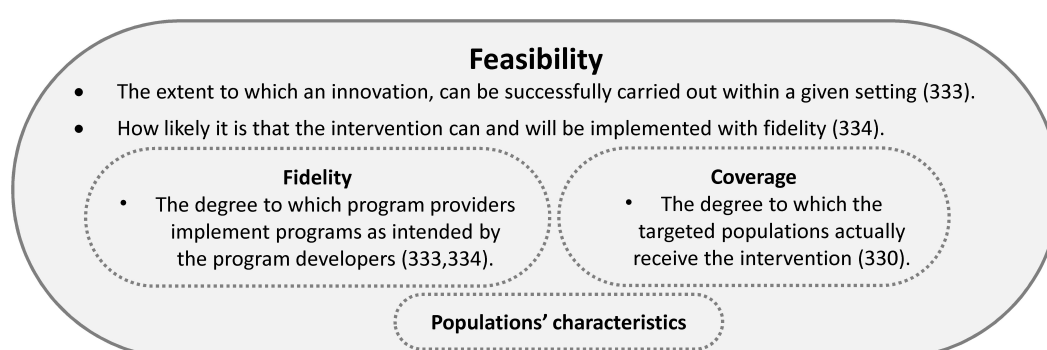 Feasibility
• The extent to which an innovation, can be successfully carried out within a given setting (333).
• How likely it is that the intervention can and will be implemented with fidelity (334).
Fidelity
• The degree to which program providers
implement programs as intended by
the program developers (333,334).
Coverage
• The degree to which the
targeted populations actually
receive the intervention (330).
Populations’ characteristics